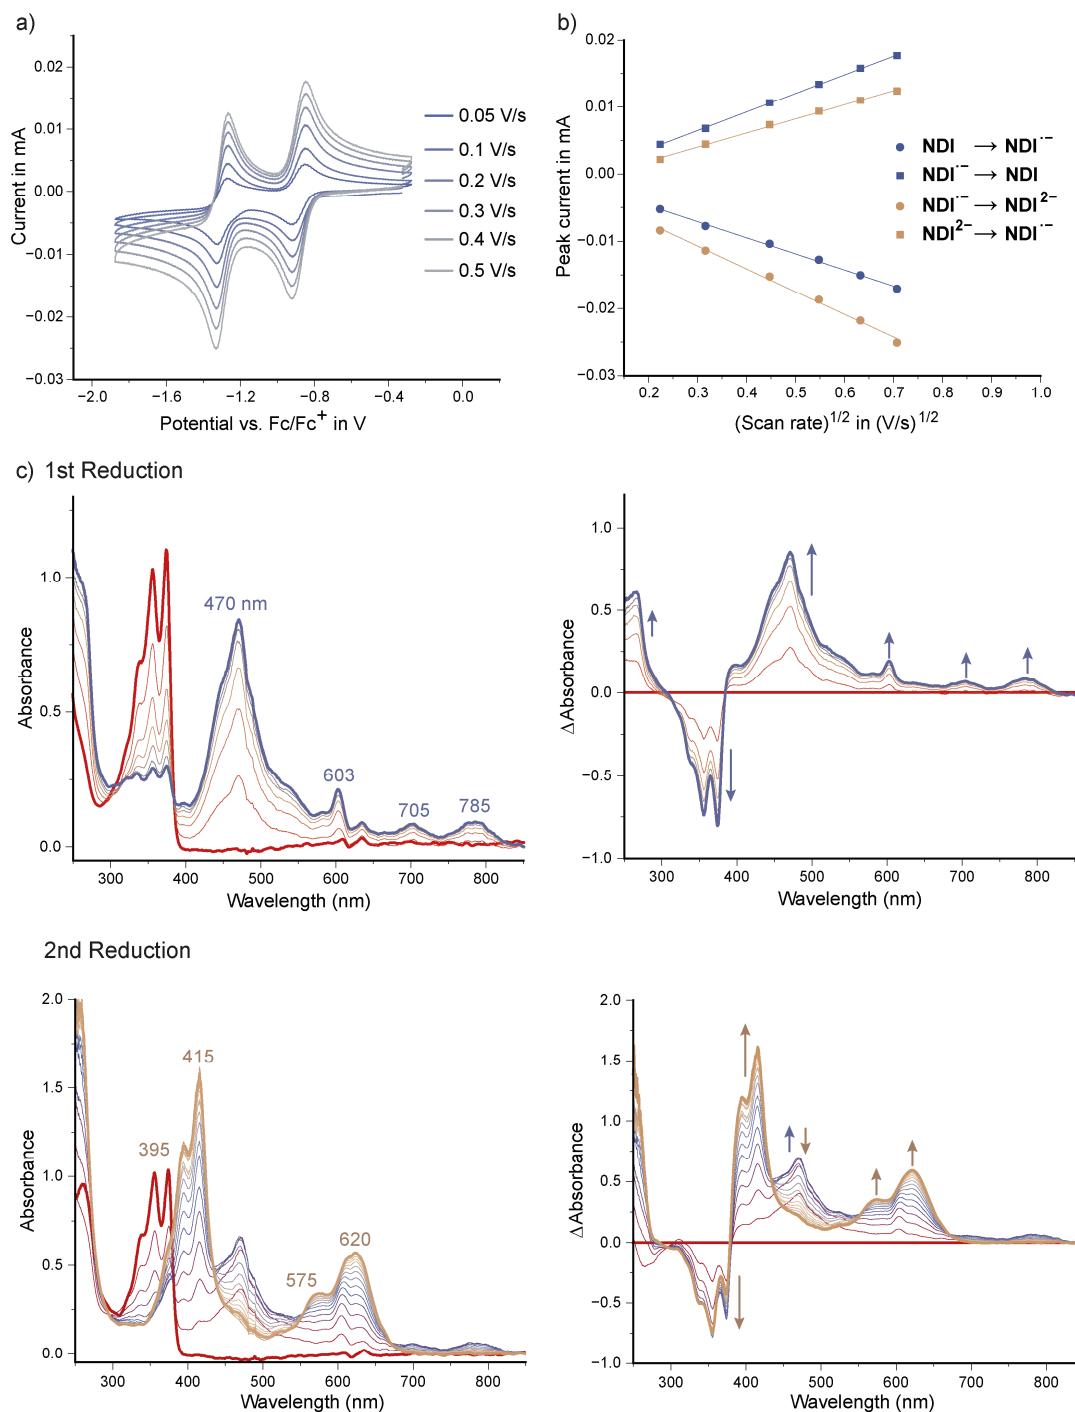 a)
0.02
0.01
0.00
−0.01
−0.02
−0.03
Current in mA
−2.0
−1.6
−1.2
−0.8
−0.4
0.0
Potential vs. Fc/Fc⁺ in V
0.05 V/s
0.1 V/s
0.2 V/s
0.3 V/s
0.4 V/s
0.5 V/s
b)
0.02
0.01
0.00
−0.01
−0.02
−0.03
Peak current in mA
0.2
0.3
0.4
0.5
0.6
0.7
0.8
0.9
1.0
(Scan rate)¹ᐟ² in (V/s)¹ᐟ²
NDI → NDI˙⁻
NDI˙⁻ → NDI
NDI˙⁻ → NDI²⁻
NDI²⁻ → NDI˙⁻
c) 1st Reduction
1.0
0.5
0.0
Absorbance
470 nm
603
705
785
300
400
500
600
700
800
Wavelength (nm)
1.0
0.5
0.0
−0.5
−1.0
ΔAbsorbance
300
400
500
600
700
800
Wavelength (nm)
2nd Reduction
2.0
1.5
1.0
0.5
0.0
Absorbance
415
395
620
575
300
400
500
600
700
800
Wavelength (nm)
2.0
1.5
1.0
0.5
0.0
−0.5
−1.0
ΔAbsorbance
300
400
500
600
700
800
Wavelength (nm)